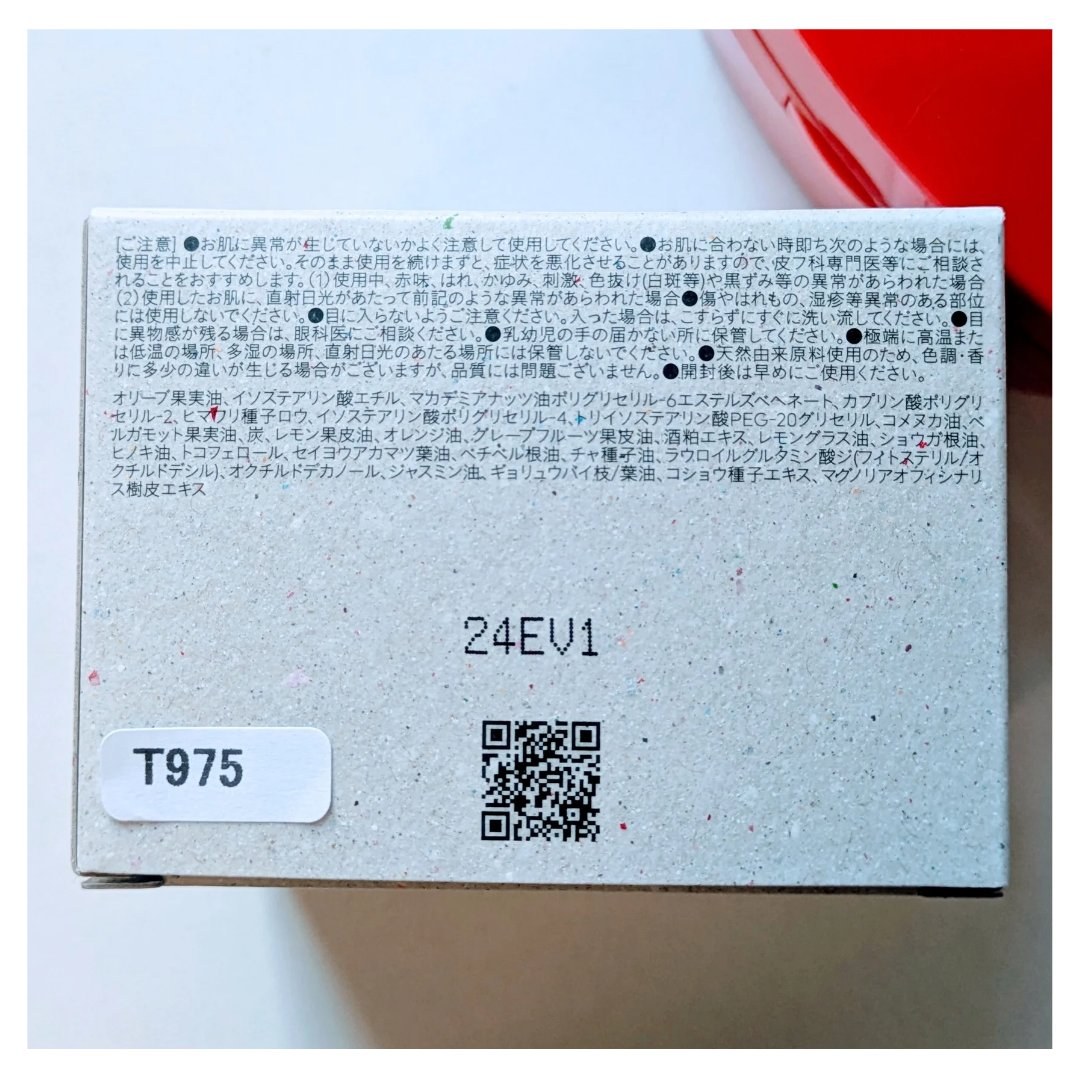 [ご注意] ●お肌に異常が生じていないかよく注意して使用してください。●お肌に合わない時即ち次のような場合には、
使用を中止してください。そのまま使用を続けまずと、症状を悪化させることがありますので、皮フ科専門医等にご相談さ
れることをおすすめします。(1)使用中、赤味、はれ、かゆみ、刺激、色抜け(白斑等)や黒ずみ等の異常があらわれた場合
(2)使用したお肌に、直射日光があたって前記のような異常があらわれた場合●傷やはれもの、湿疹等異常のある部位
には使用しないでください。●目に入らないようご注意ください。入った場合は、こすらずにすぐに洗い流してください。●目
に異物感が残る場合は、眼科医にご相談ください。●乳幼児の手の届かない所に保管してください。●極端に高温また
は低温の場所、多湿の場所、直射日光のあたる場所には保管しないでください。●天然由来原料使用のため、色調・香
りに多少の違いが生じる場合がございますが、品質には問題ございません。●開封後は早めにご使用ください。
オリーブ果実油、イソステアリン酸エチル、マカデミアナッツ油ポリグリセリル-6エステルズベヘネート、カプリン酸ポリグリ
セリル-2、ヒマワリ種子ロウ、イソステアリン酸ポリグリセリル-4、トリイソステアリン酸PEG-20グリセリル、コメヌカ油、ベ
ルガモット果実油、炭、レモン果皮油、オレンジ油、グレープフルーツ果皮油、酒粕エキス、レモングラス油、ショウガ根油、
ヒノキ油、トコフェロール、セイヨウアカマツ葉油、ベチベル根油、チャ種子油、ラウロイルグルタミン酸ジ(フィトステリル/オ
クチルドデシル)、オクチルドデカノール、ジャスミン油、ギョリュウバイ枝/葉油、コショウ種子エキス、マグノリアオフィシナリ
ス樹皮エキス
24EV1
T975